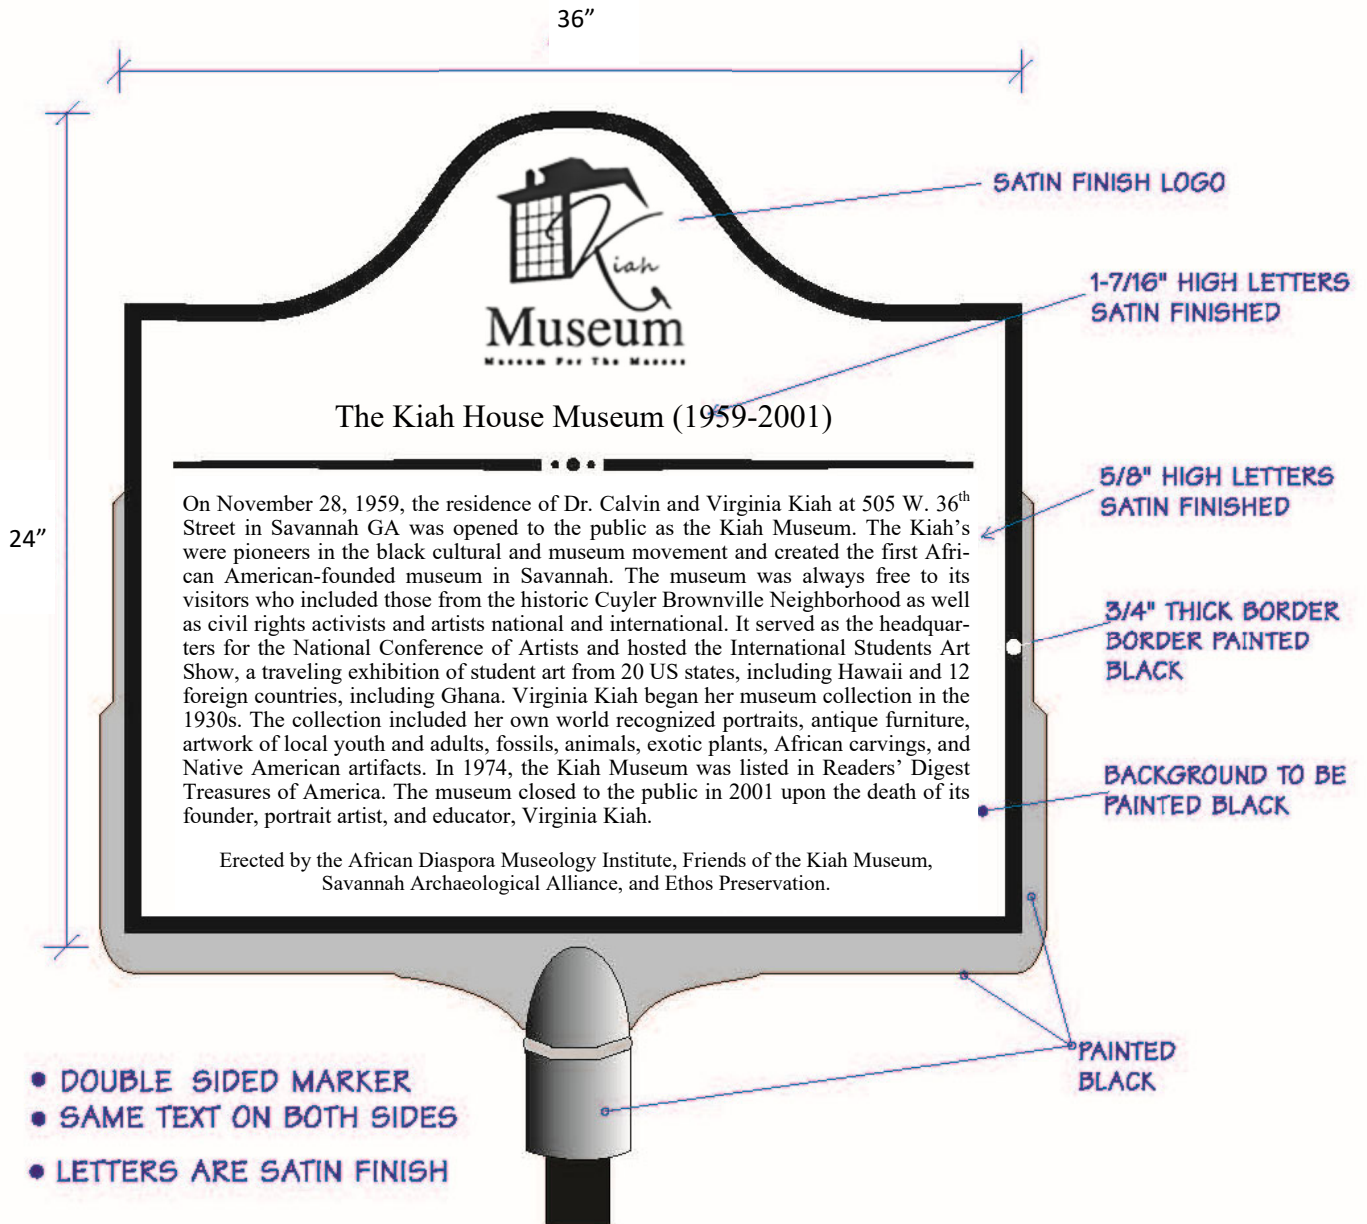 36”
SATIN FINISH LOGO
Kiah
Museum
Museum For The Masses
1-7/16" HIGH LETTERS
SATIN FINISHED
The Kiah House Museum (1959-2001)
5/8" HIGH LETTERS
SATIN FINISHED
24”
On November 28, 1959, the residence of Dr. Calvin and Virginia Kiah at 505 W. 36th
Street in Savannah GA was opened to the public as the Kiah Museum. The Kiah’s
were pioneers in the black cultural and museum movement and created the first Afri-
can American-founded museum in Savannah. The museum was always free to its
visitors who included those from the historic Cuyler Brownville Neighborhood as well
as civil rights activists and artists national and international. It served as the headquar-
ters for the National Conference of Artists and hosted the International Students Art
Show, a traveling exhibition of student art from 20 US states, including Hawaii and 12
foreign countries, including Ghana. Virginia Kiah began her museum collection in the
1930s. The collection included her own world recognized portraits, antique furniture,
artwork of local youth and adults, fossils, animals, exotic plants, African carvings, and
Native American artifacts. In 1974, the Kiah Museum was listed in Readers’ Digest
Treasures of America. The museum closed to the public in 2001 upon the death of its
founder, portrait artist, and educator, Virginia Kiah.
Erected by the African Diaspora Museology Institute, Friends of the Kiah Museum,
Savannah Archaeological Alliance, and Ethos Preservation.
3/4" THICK BORDER
BORDER PAINTED
BLACK
BACKGROUND TO BE
PAINTED BLACK
PAINTED
BLACK
• DOUBLE SIDED MARKER
• SAME TEXT ON BOTH SIDES
• LETTERS ARE SATIN FINISH